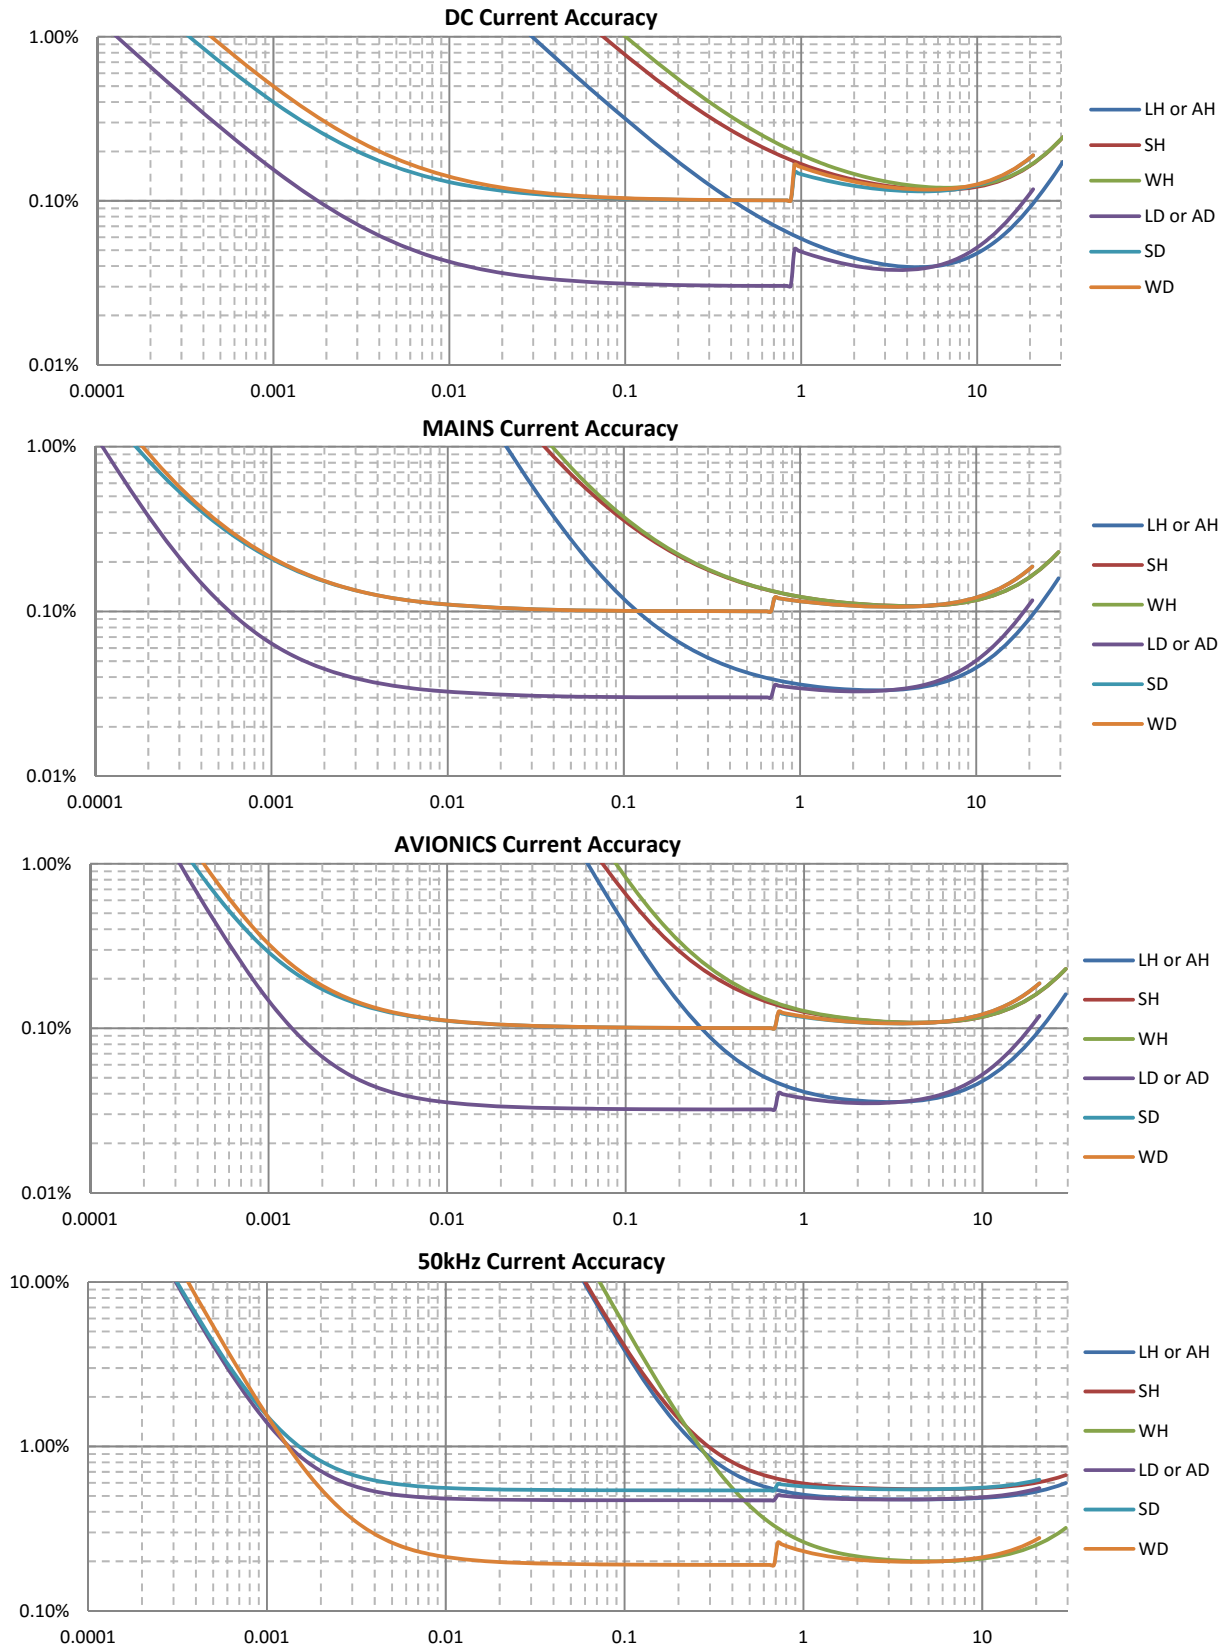 DC Current Accuracy
1.00%
0.10%
0.01%
0.0001 0.001 0.01 0.1 1 10
LH or AH
SH
WH
LD or AD
SD
WD
MAINS Current Accuracy
1.00%
0.10%
0.01%
0.0001 0.001 0.01 0.1 1 10
LH or AH
SH
WH
LD or AD
SD
WD
AVIONICS Current Accuracy
1.00%
0.10%
0.01%
0.0001 0.001 0.01 0.1 1 10
LH or AH
SH
WH
LD or AD
SD
WD
50kHz Current Accuracy
10.00%
1.00%
0.10%
0.0001 0.001 0.01 0.1 1 10
LH or AH
SH
WH
LD or AD
SD
WD